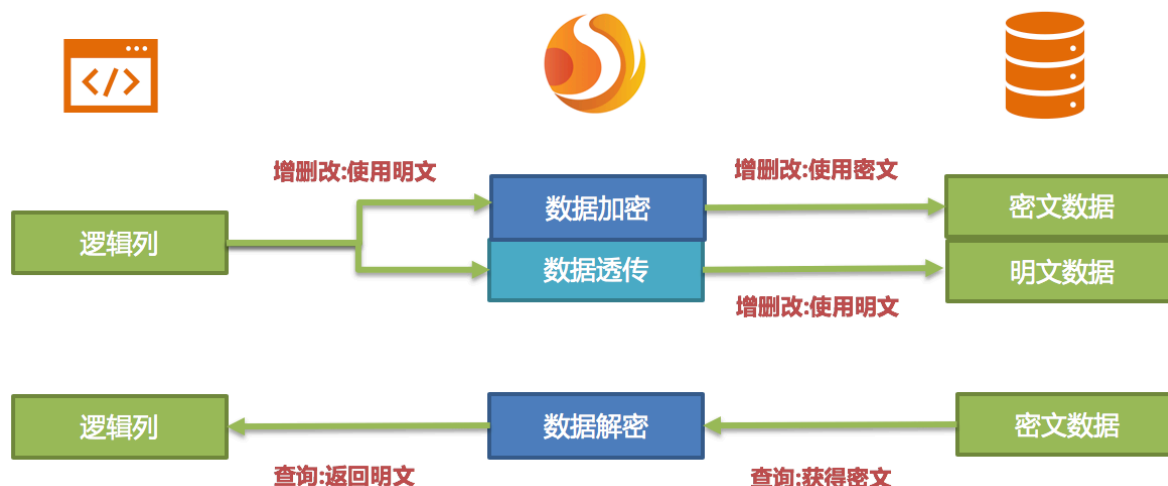 </>
增删改:使用明文
增删改:使用密文
逻辑列
数据加密
密文数据
数据透传
明文数据
增删改:使用明文
逻辑列
数据解密
密文数据
查询:返回明文
查询:获得密文